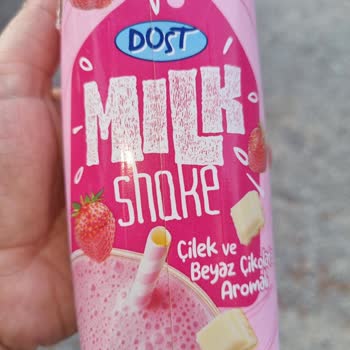 DOST
MILK
shake
Çilek ve
Beyaz Çikolata
Aromalı